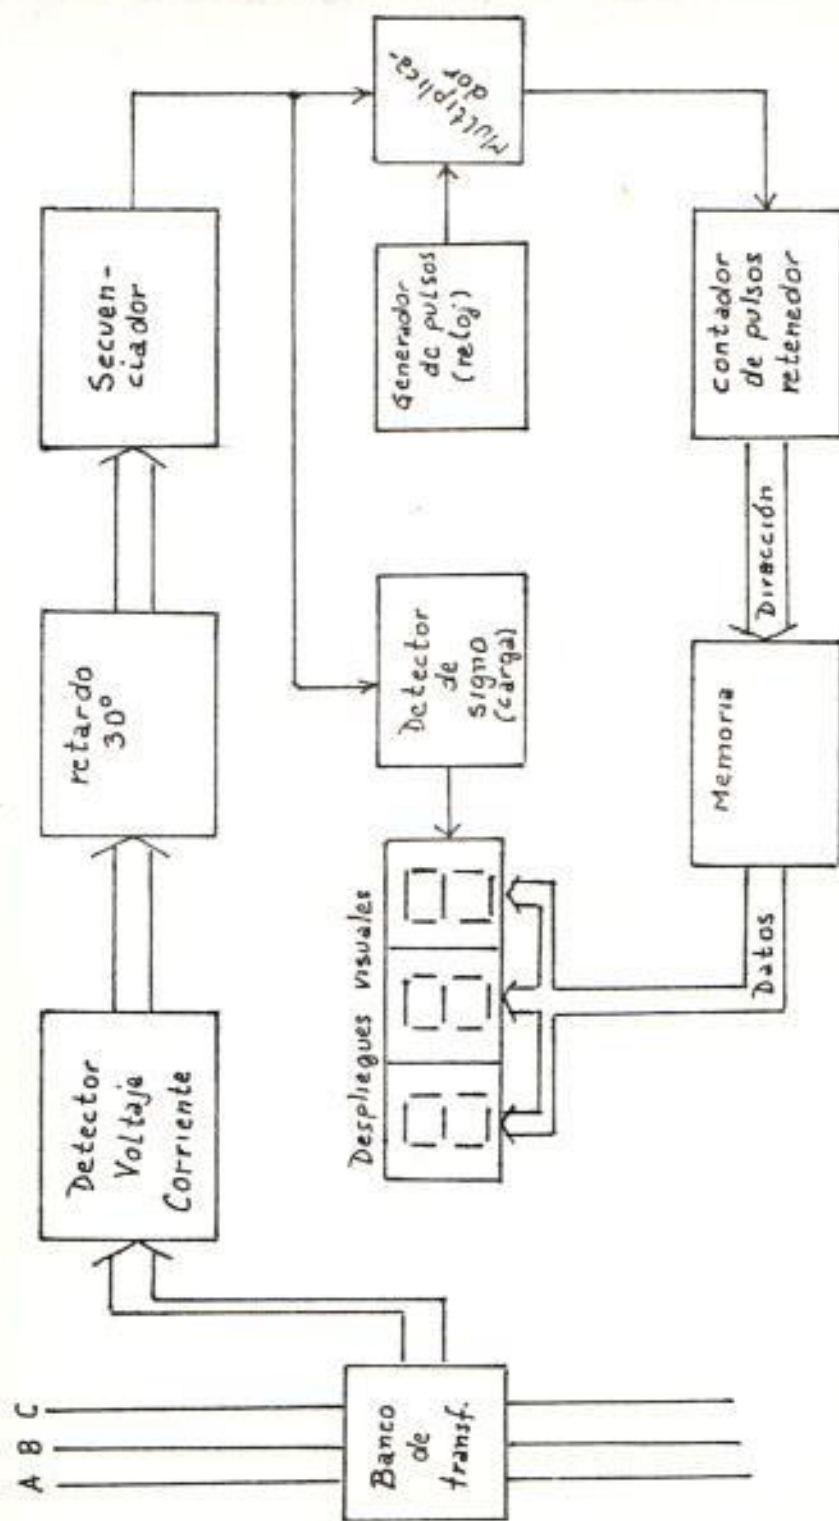 A B C
Banco
de
transf.
Detector
Voltaje
Corriente
retardo
30°
Secuen-
ciador
Multiplica-
dor
Generador
de pulsos
(reloj)
Detector
de
signo
(carga)
Despliegues visuales
contador
de pulsos
retenedor
Dirección
Memoria
Datos